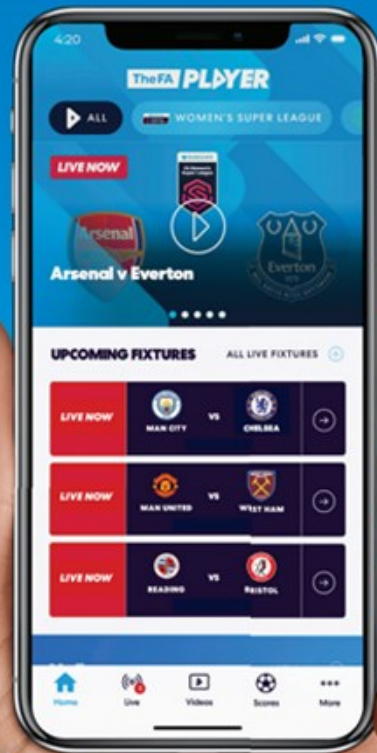 4:20
TheFA PLAYER
ALL
WOMEN'S SUPER LEAGUE
LIVE NOW
Arsenal
Everton
Arsenal v Everton
UPCOMING FIXTURES
ALL LIVE FIXTURES
LIVE NOW
MAN CITY
VS
CHELSEA
LIVE NOW
MAN UNITED
VS
WEST HAM
LIVE NOW
READING
VS
BRISTOL
Home
Live
Videos
Scores
More